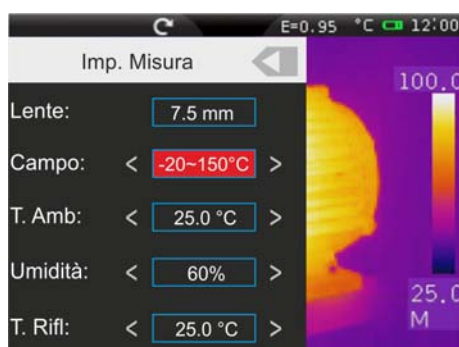 E=0.95 °C 12:00
Imp. Misura
100.0
Lente: 7.5 mm
Campo: < -20~150°C >
T. Amb: < 25.0 °C >
Umidità: < 60% >
25.0
M
T. Rifl: < 25.0 °C >